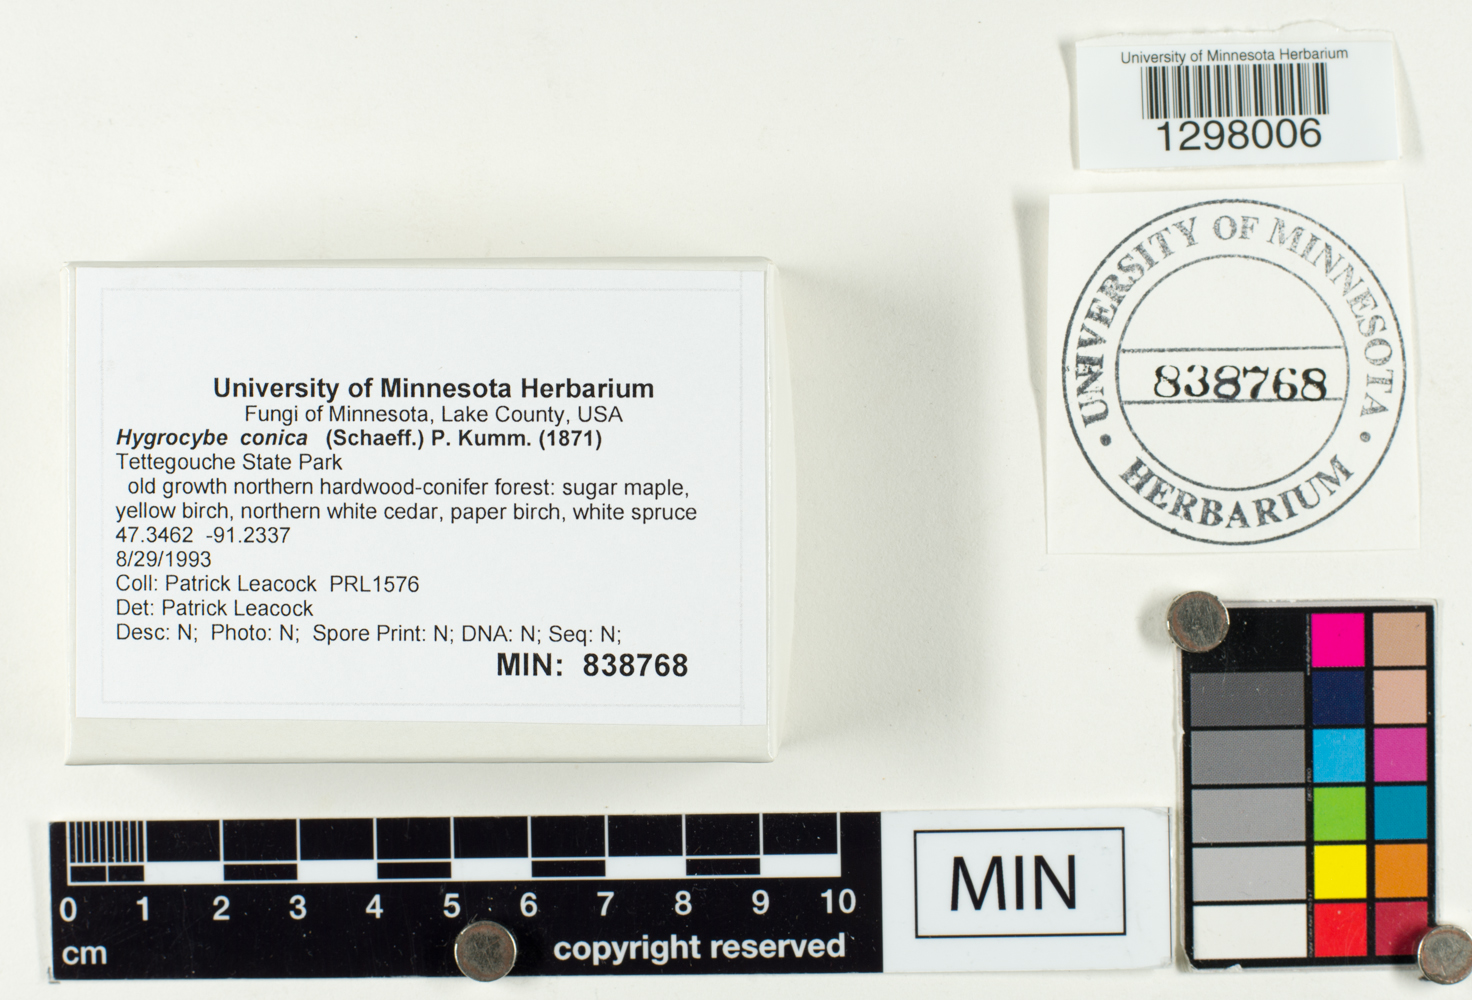 University of Minnesota Herbarium
1298006
UNIVERSITY OF MINNESOTA
838768
HERBARIUM
University of Minnesota Herbarium
Fungi of Minnesota, Lake County, USA
Hygrocybe conica (Schaeff.) P. Kumm. (1871)
Tettegouche State Park
old growth northern hardwood-conifer forest: sugar maple,
yellow birch, northern white cedar, paper birch, white spruce
47.3462 -91.2337
8/29/1993
Coll: Patrick Leacock PRL1576
Det: Patrick Leacock
Desc: N; Photo: N; Spore Print: N; DNA: N; Seq: N;
MIN: 838768
0 1 2 3 4 5 6 7 8 9 10
cm
copyright reserved
MIN